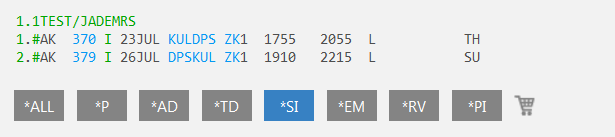 1.1TEST/JADEMRS
1.#AK 370 I 23JUL KULDPS ZK1 1755 2055 L TH
2.#AK 379 I 26JUL DPSKUL ZK1 1910 2215 L SU
*ALL *P *AD *TD *SI *EM *RV *PI